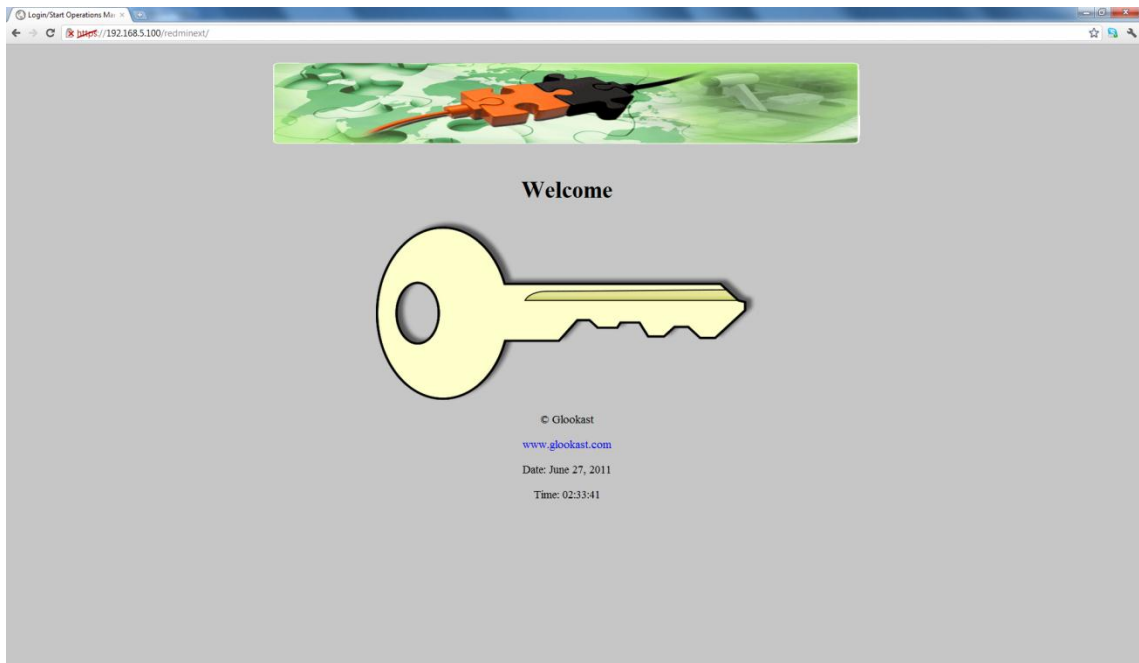 Login/Start Operations Ma
https://192.168.5.100/redminext/
Welcome
© Glookast
www.glookast.com
Date: June 27, 2011
Time: 02:33:41